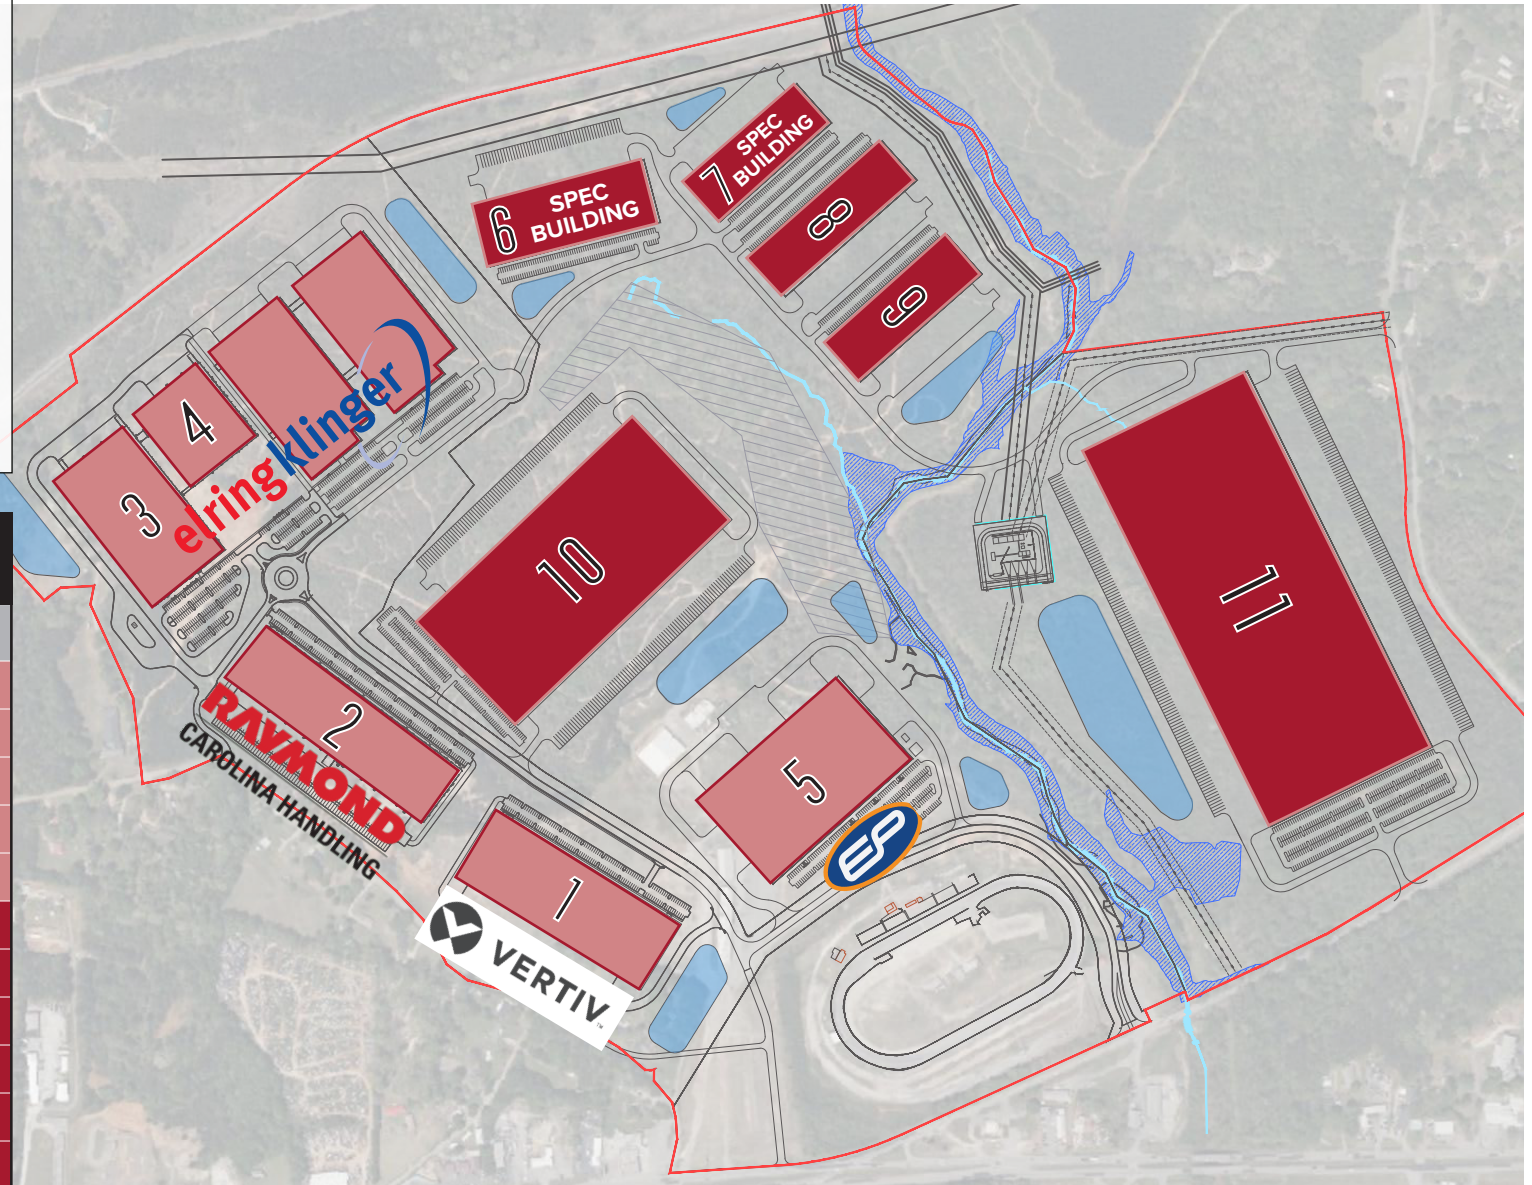 7 SPEC
BUILDING
6 SPEC
BUILDING
8
9
4
3
elringklinger
10
11
2
RAYMOND
CAROLINA HANDLING
5
EP
1
VERTIV™